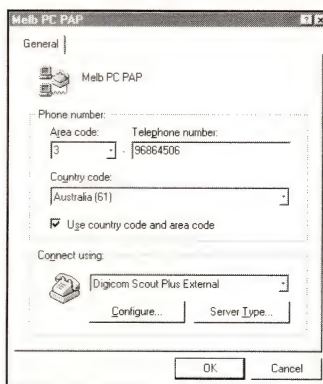 Melb PC PAP
General
Melb PC PAP
Phone number:
Area code: Telephone number:
3 - 96864506
Country code:
Australia (61)
Use country code and area code
Connect using:
Digicom Scout Plus External
Configure... Server Type...
OK Cancel